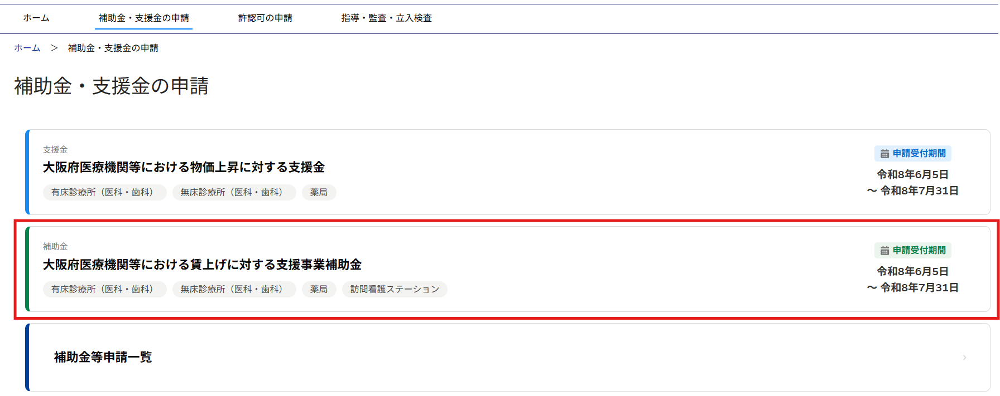 ホーム 補助金・支援金の申請 許認可の申請 指導・監査・立入検査
ホーム ＞ 補助金・支援金の申請
補助金・支援金の申請
支援金
大阪府医療機関等における物価上昇に対する支援金
有床診療所（医科・歯科） 無床診療所（医科・歯科） 薬局
申請受付期間
令和8年6月5日
～ 令和8年7月31日
補助金
大阪府医療機関等における賃上げに対する支援事業補助金
有床診療所（医科・歯科） 無床診療所（医科・歯科） 薬局 訪問看護ステーション
申請受付期間
令和8年6月5日
～ 令和8年7月31日
補助金等申請一覧